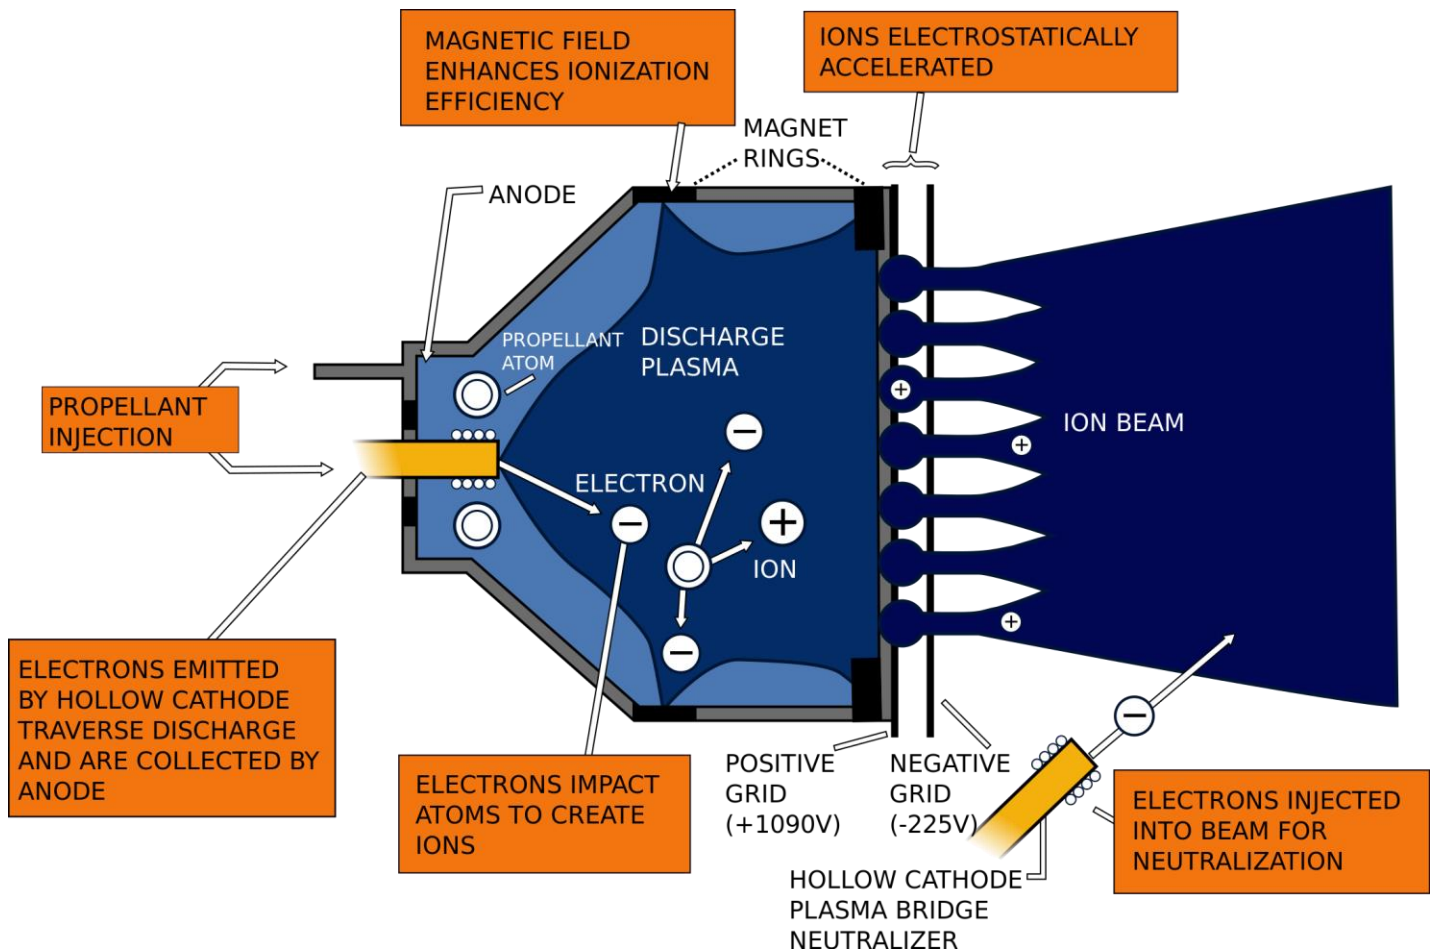 MAGNETIC FIELD
ENHANCES IONIZATION
EFFICIENCY
IONS ELECTROSTATICALLY
ACCELERATED
MAGNET
RINGS
ANODE
PROPELLANT
ATOM
DISCHARGE
PLASMA
PROPELLANT
INJECTION
ION BEAM
ELECTRON
ION
ELECTRONS EMITTED
BY HOLLOW CATHODE
TRAVERSE DISCHARGE
AND ARE COLLECTED BY
ANODE
ELECTRONS IMPACT
ATOMS TO CREATE
IONS
POSITIVE
GRID
(+1090V)
NEGATIVE
GRID
(-225V)
ELECTRONS INJECTED
INTO BEAM FOR
NEUTRALIZATION
HOLLOW CATHODE
PLASMA BRIDGE
NEUTRALIZER